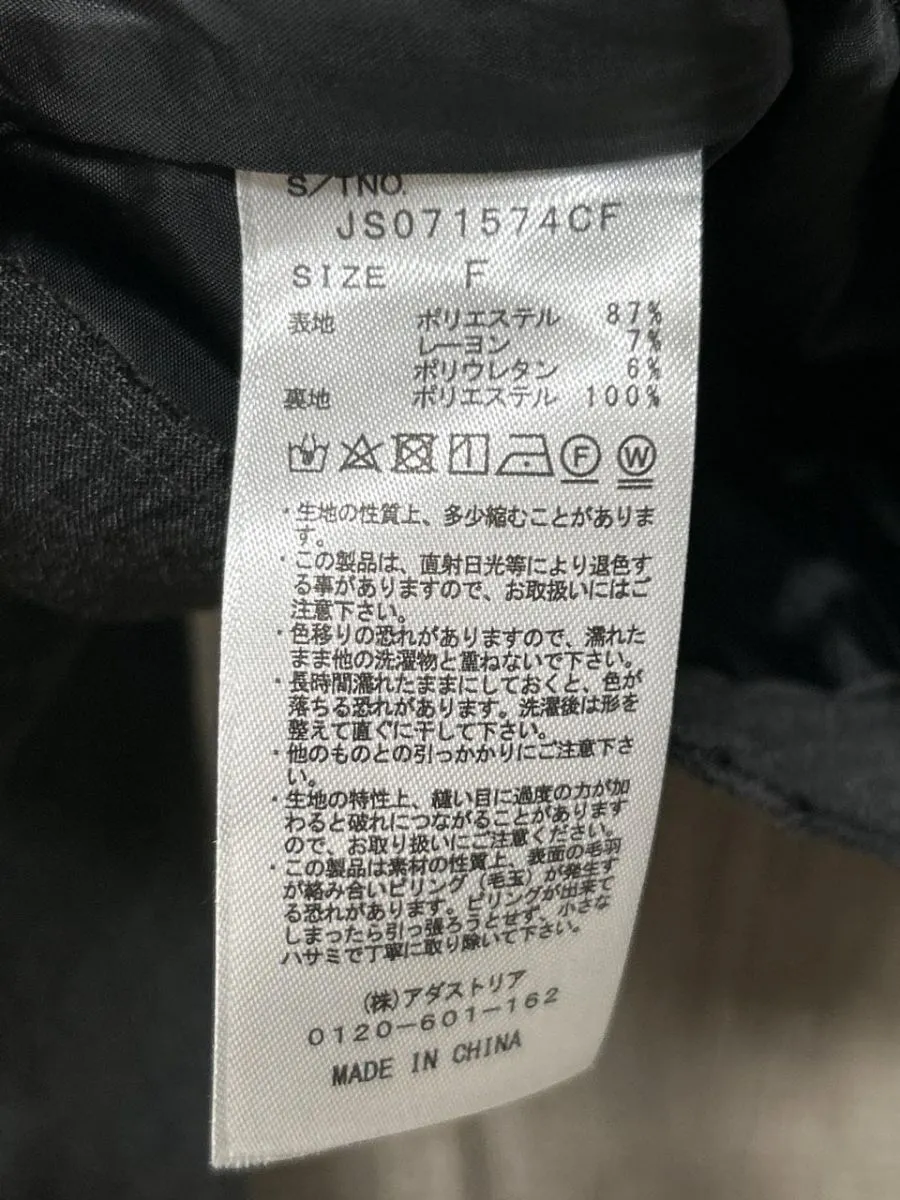 S/TNO.
JS071574CF
SIZE F
表地 ポリエステル 87%
レーヨン 7%
ポリウレタン 6%
裏地 ポリエステル 100%
F W
・生地の性質上、多少縮むことがありま
す。
・この製品は、直射日光等により退色す
る事がありますので、お取扱いにはご
注意下さい。
・色移りの恐れがありますので、濡れた
まま他の洗濯物と重ねないで下さい。
・長時間濡れたままにしておくと、色が
落ちる恐れがあります。洗濯後は形を
整えて直ぐに干して下さい。
・他のものとの引っかかりにご注意下さ
い。
・生地の特性上、縫い目に過度の力が加
わると破れにつながることがあります
ので、お取り扱いにご注意ください。
・この製品は素材の性質上、表面の毛羽
が絡み合いピリング（毛玉）が発生す
る恐れがあります。ピリングが出来て
しまったら引っ張ろうとせず、小さな
ハサミで丁寧に取り除いて下さい。
（株）アダストリア
0120-601-162
MADE IN CHINA